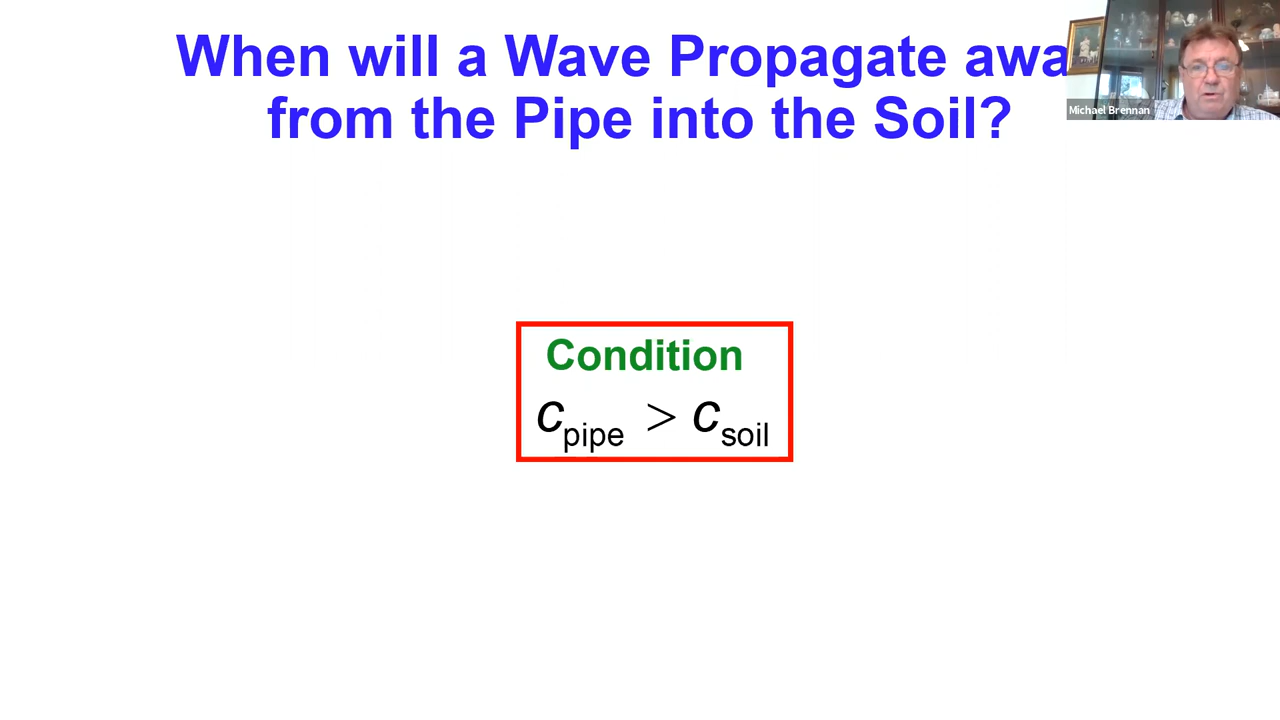 When will a Wave Propagate awa
from the Pipe into the Soil?
Michael Brennan
Condition
c_pipe > c_soil